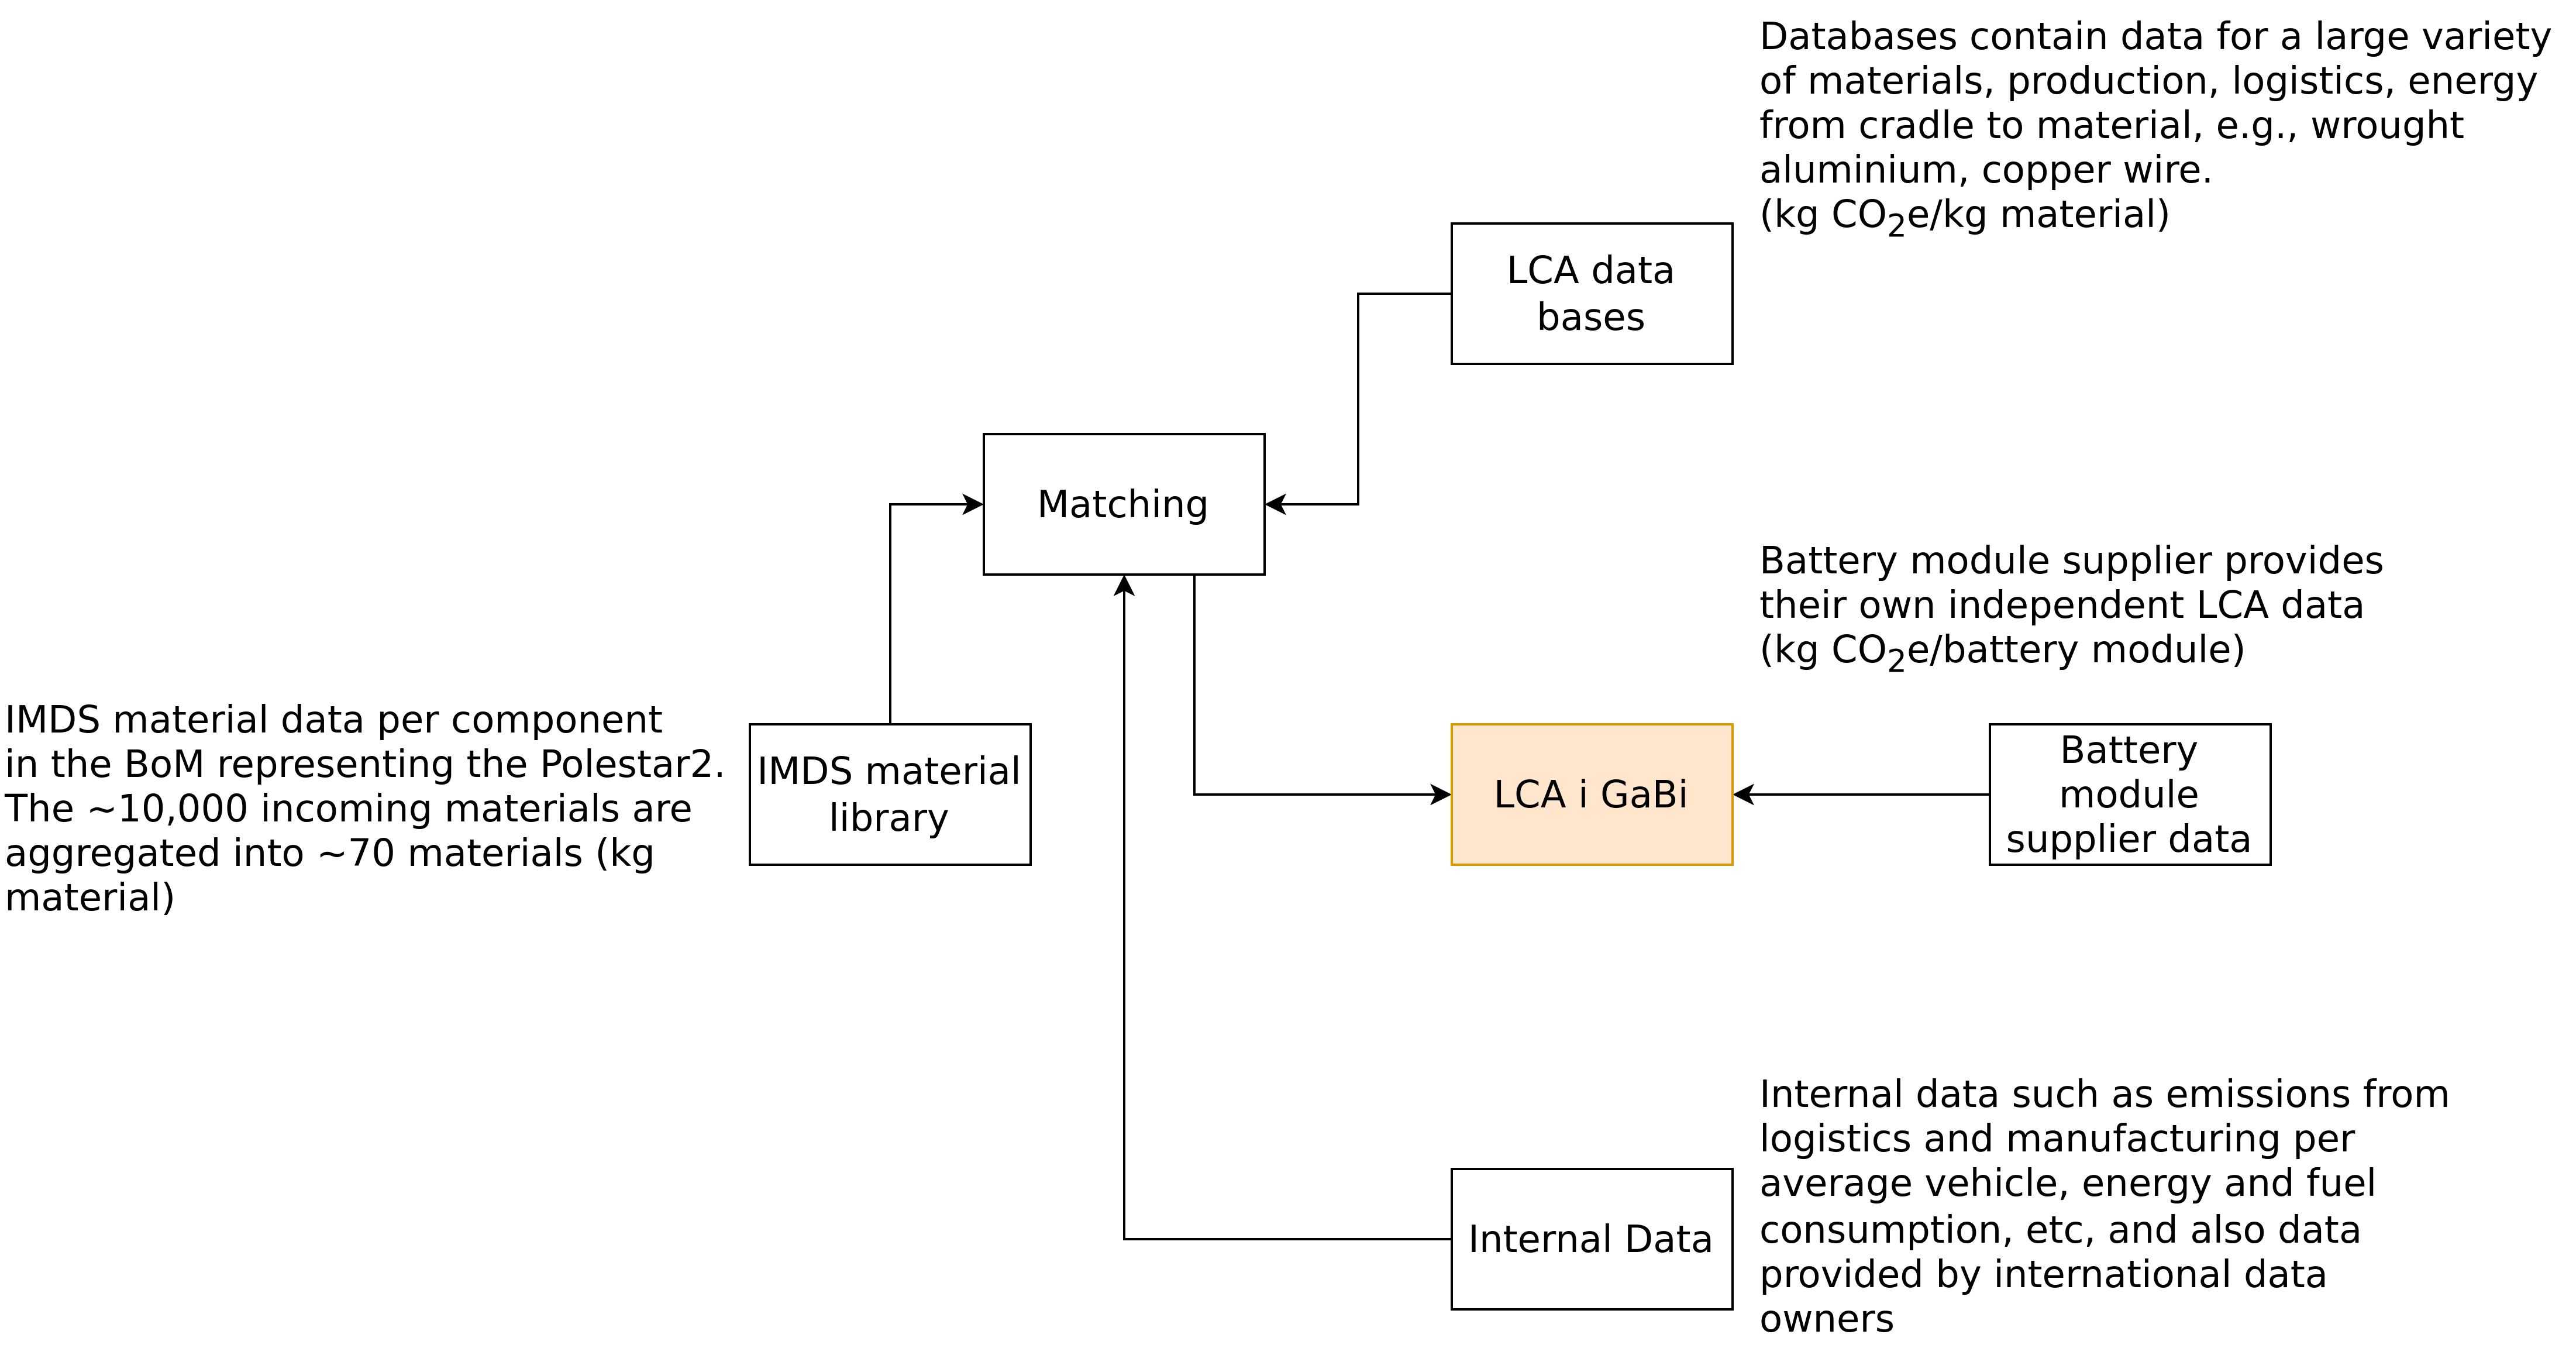 Databases contain data for a large variety
of materials, production, logistics, energy
from cradle to material, e.g., wrought
aluminium, copper wire.
(kg CO₂e/kg material)
LCA data
bases
Matching
Battery module supplier provides
their own independent LCA data
(kg CO₂e/battery module)
IMDS material data per component
in the BoM representing the Polestar2.
The ~10,000 incoming materials are
aggregated into ~70 materials (kg
material)
IMDS material
library
LCA i GaBi
Battery
module
supplier data
Internal data such as emissions from
logistics and manufacturing per
average vehicle, energy and fuel
consumption, etc, and also data
provided by international data
owners
Internal Data